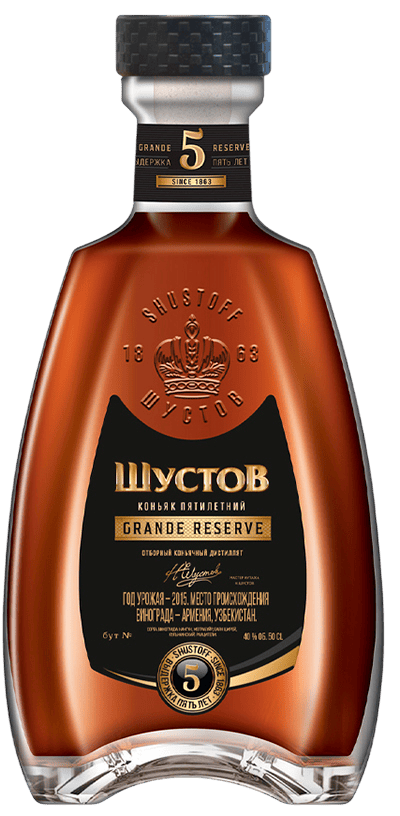 GRANDE 5 RESERVE
ВЫДЕРЖКА ПЯТЬ ЛЕТ
SINCE 1863
SHUSTOFF
18 63
ШУСТОВ
ШУСТОВ
КОНЬЯК ПЯТИЛЕТНИЙ
GRANDE RESERVE
ОТБОРНЫЙ КОНЬЯЧНЫЙ ДИСТИЛЛЯТ
Н.Шустов
ГОД УРОЖАЯ – 2015. МЕСТО ПРОИСХОЖДЕНИЯ
ВИНОГРАДА – АРМЕНИЯ, УЗБЕКИСТАН.
бут №
40 % ОБ. 50 CL
SHUSTOFF • SINCE 1863
5
ВЫДЕРЖКА ПЯТЬ ЛЕТ